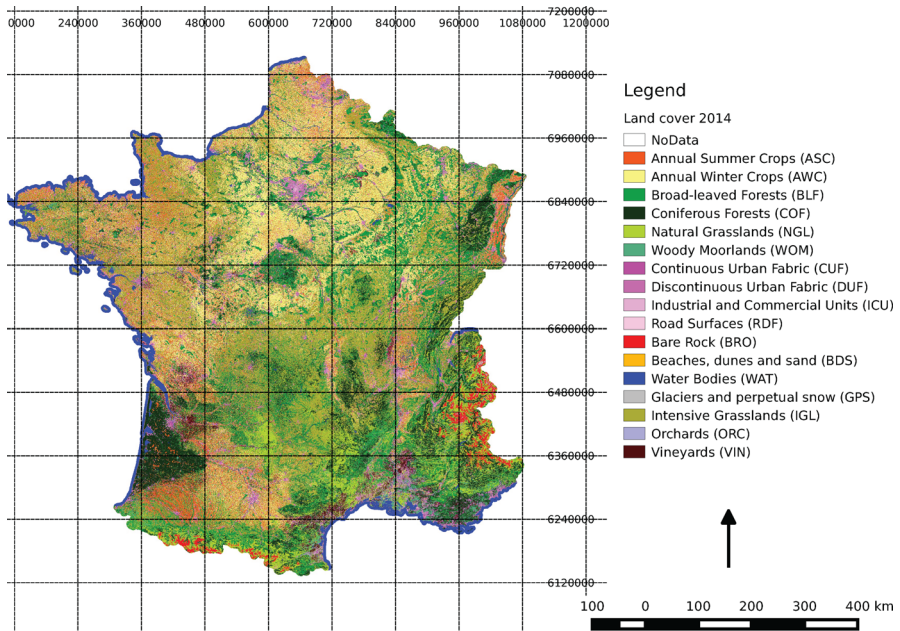 7200000
0000 240000 360000 480000 600000 720000 840000 960000 1080000 1200000
7080000
6960000
6840000
6720000
6600000
6480000
6360000
6240000
6120000
Legend
Land cover 2014
NoData
Annual Summer Crops (ASC)
Annual Winter Crops (AWC)
Broad-leaved Forests (BLF)
Coniferous Forests (COF)
Natural Grasslands (NGL)
Woody Moorlands (WOM)
Continuous Urban Fabric (CUF)
Discontinuous Urban Fabric (DUF)
Industrial and Commercial Units (ICU)
Road Surfaces (RDF)
Bare Rock (BRO)
Beaches, dunes and sand (BDS)
Water Bodies (WAT)
Glaciers and perpetual snow (GPS)
Intensive Grasslands (IGL)
Orchards (ORC)
Vineyards (VIN)
100 0 100 200 300 400 km